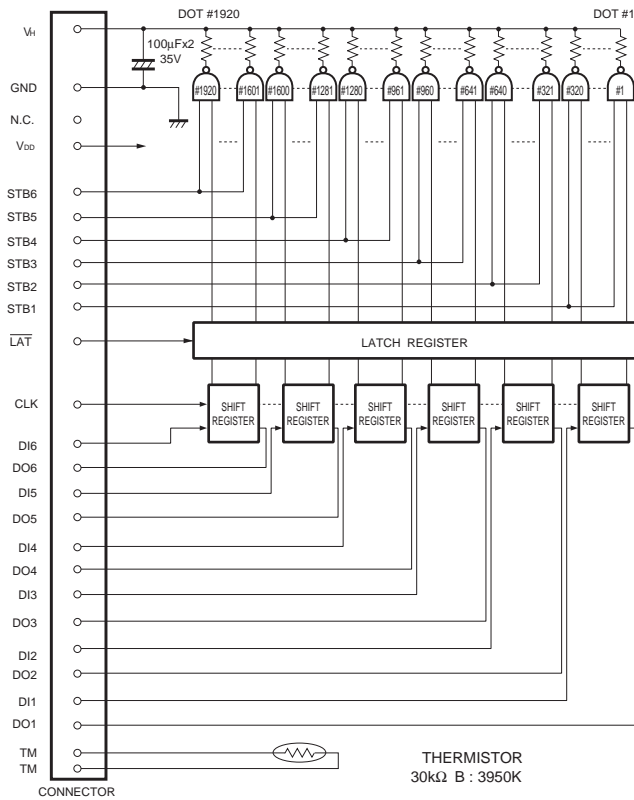 DOT #1920 DOT #1
VH
100μFx2
35V
GND
#1920 #1601 #1600 #1281 #1280 #961 #960 #641 #640 #321 #320 #1
N.C.
VDD
STB6
STB5
STB4
STB3
STB2
STB1
LAT
LATCH REGISTER
CLK
SHIFT REGISTER
SHIFT REGISTER
SHIFT REGISTER
SHIFT REGISTER
SHIFT REGISTER
SHIFT REGISTER
DI6
DO6
DI5
DO5
DI4
DO4
DI3
DO3
DI2
DO2
DI1
DO1
TM
TM
THERMISTOR
30kΩ B : 3950K
CONNECTOR